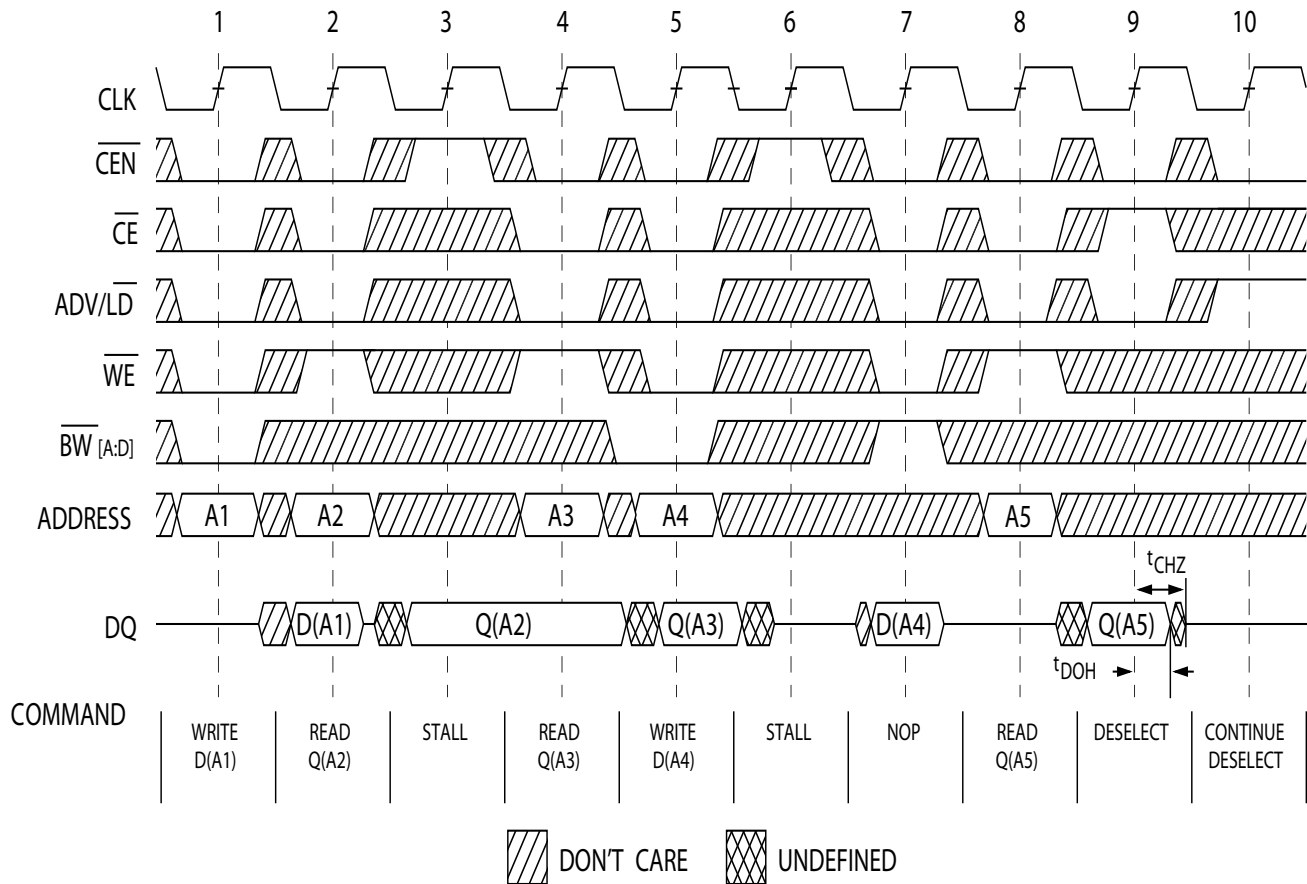 1 2 3 4 5 6 7 8 9 10
CLK
CEN
CE
ADV/LD
WE
BW [A:D]
ADDRESS A1 A2 A3 A4 A5
tCHZ
DQ D(A1) Q(A2) Q(A3) D(A4) Q(A5)
tDOH
COMMAND
WRITE READ STALL READ WRITE STALL NOP READ DESELECT CONTINUE
D(A1) Q(A2) Q(A3) D(A4) Q(A5) DESELECT
DON'T CARE UNDEFINED